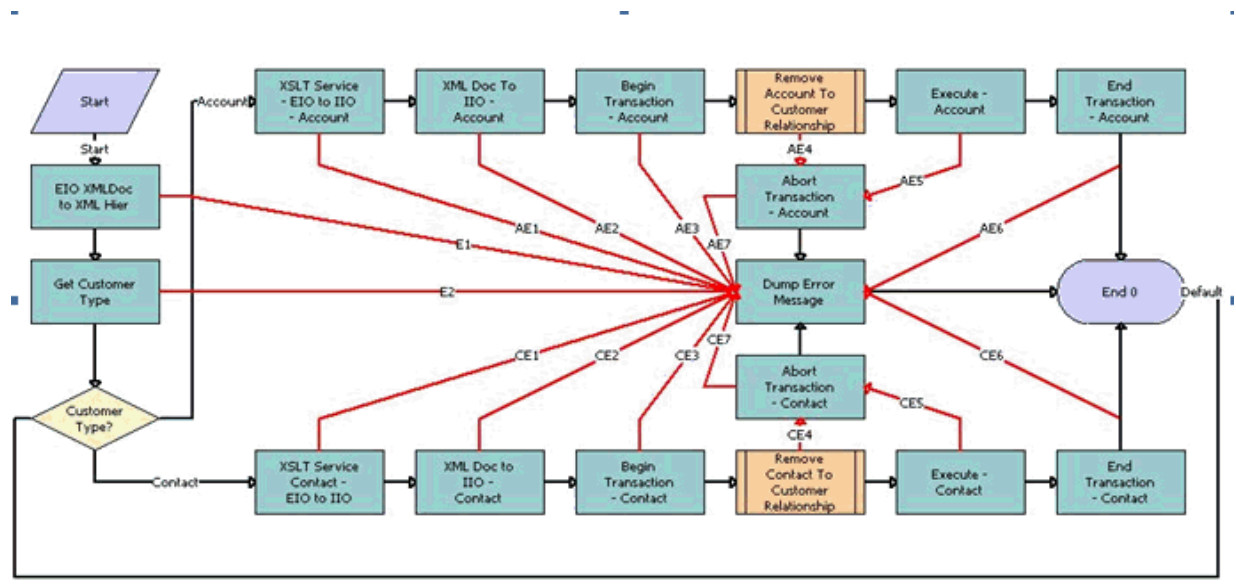 Start
Start
EIO XMLDoc
to XML Hier
Get Customer
Type
Customer
Type?
Account
XSLT Service
- EIO to IIO
- Account
XML Doc To
IIO -
Account
Begin
Transaction
- Account
Remove
Account To
Customer
Relationship
Execute -
Account
End
Transaction
- Account
AE4
AE5
Abort
Transaction
- Account
E1
AE1
AE2
AE3
AE7
AE6
E2
Dump Error
Message
End 0
Default
CE1
CE2
CE3
CE7
CE6
Abort
Transaction
- Contact
CE5
CE4
Contact
XSLT Service
Contact -
EIO to IIO
XML Doc to
IIO -
Contact
Begin
Transaction
- Contact
Remove
Contact To
Customer
Relationship
Execute -
Contact
End
Transaction
- Contact